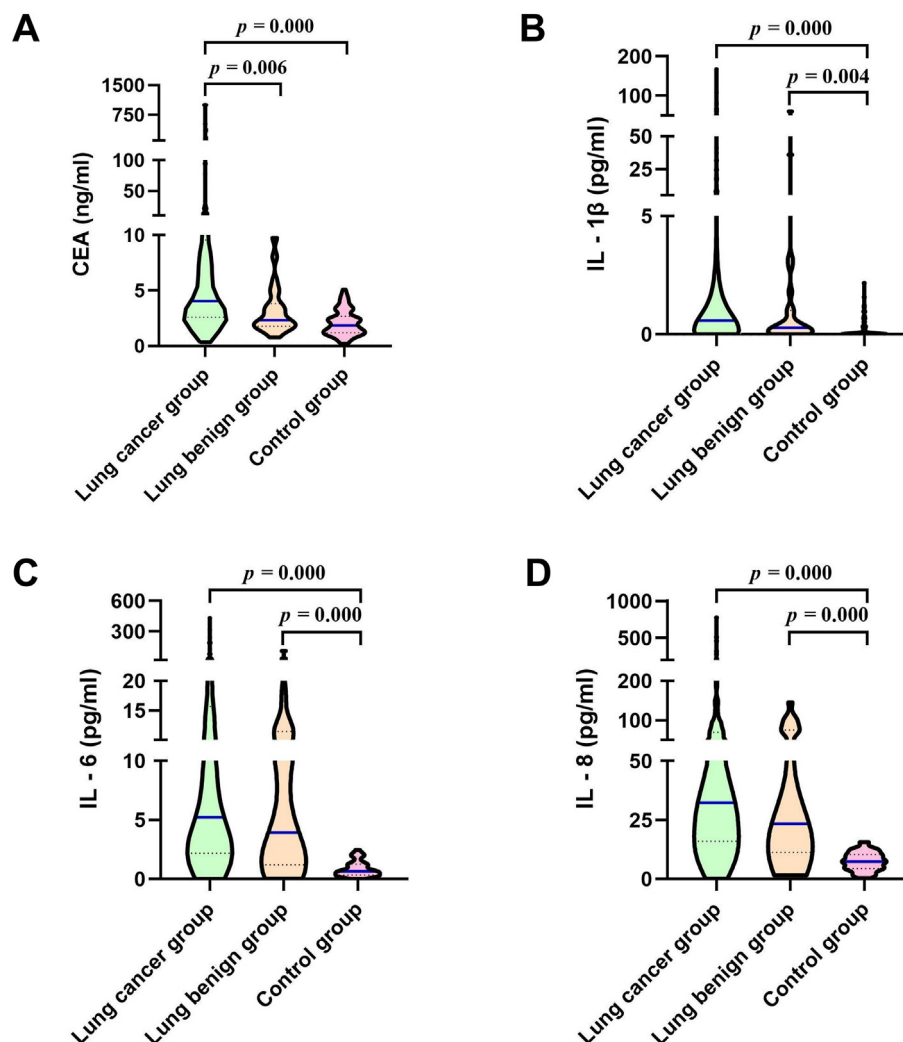 A
p = 0.000
p = 0.006
CEA (ng/ml)
1500
750
100
50
10
5
0
Lung cancer group
Lung benign group
Control group
B
p = 0.000
p = 0.004
IL - 1β (pg/ml)
200
100
50
25
5
0
Lung cancer group
Lung benign group
Control group
C
p = 0.000
p = 0.000
IL - 6 (pg/ml)
600
300
20
15
10
5
0
Lung cancer group
Lung benign group
Control group
D
p = 0.000
p = 0.000
IL - 8 (pg/ml)
1000
500
200
100
50
25
0
Lung cancer group
Lung benign group
Control group